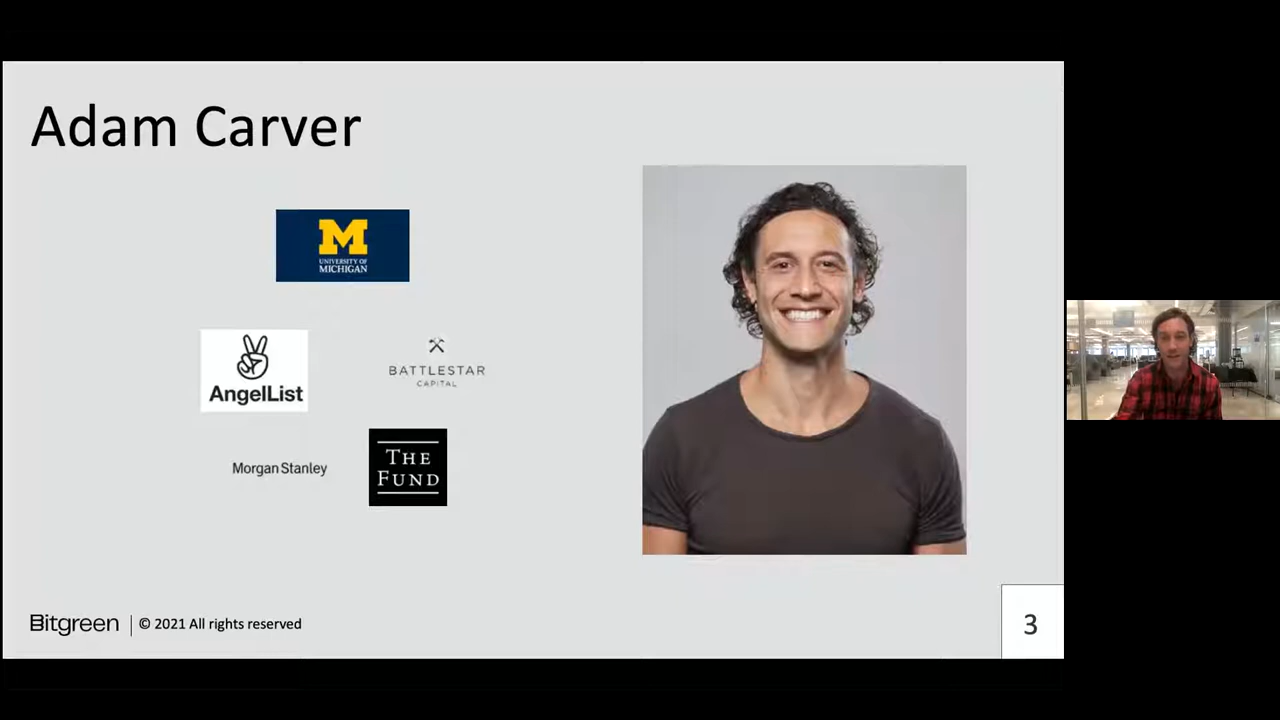 Adam Carver
M
UNIVERSITY OF
MICHIGAN
AngelList
BATTLESTAR
CAPITAL
Morgan Stanley
THE
FUND
Bitgreen | © 2021 All rights reserved
3